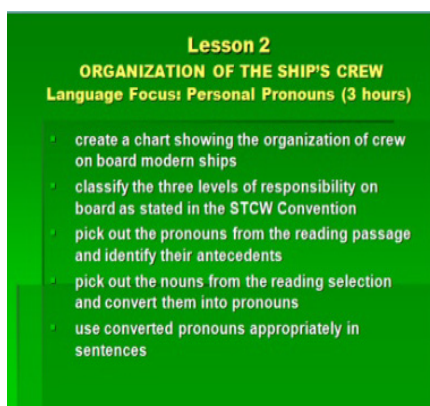 Lesson 2
ORGANIZATION OF THE SHIP'S CREW
Language Focus: Personal Pronouns (3 hours)
create a chart showing the organization of crew
on board modern ships
classify the three levels of responsibility on
board as stated in the STCW Convention
pick out the pronouns from the reading passage
and identify their antecedents
pick out the nouns from the reading selection
and convert them into pronouns
use converted pronouns appropriately in
sentences